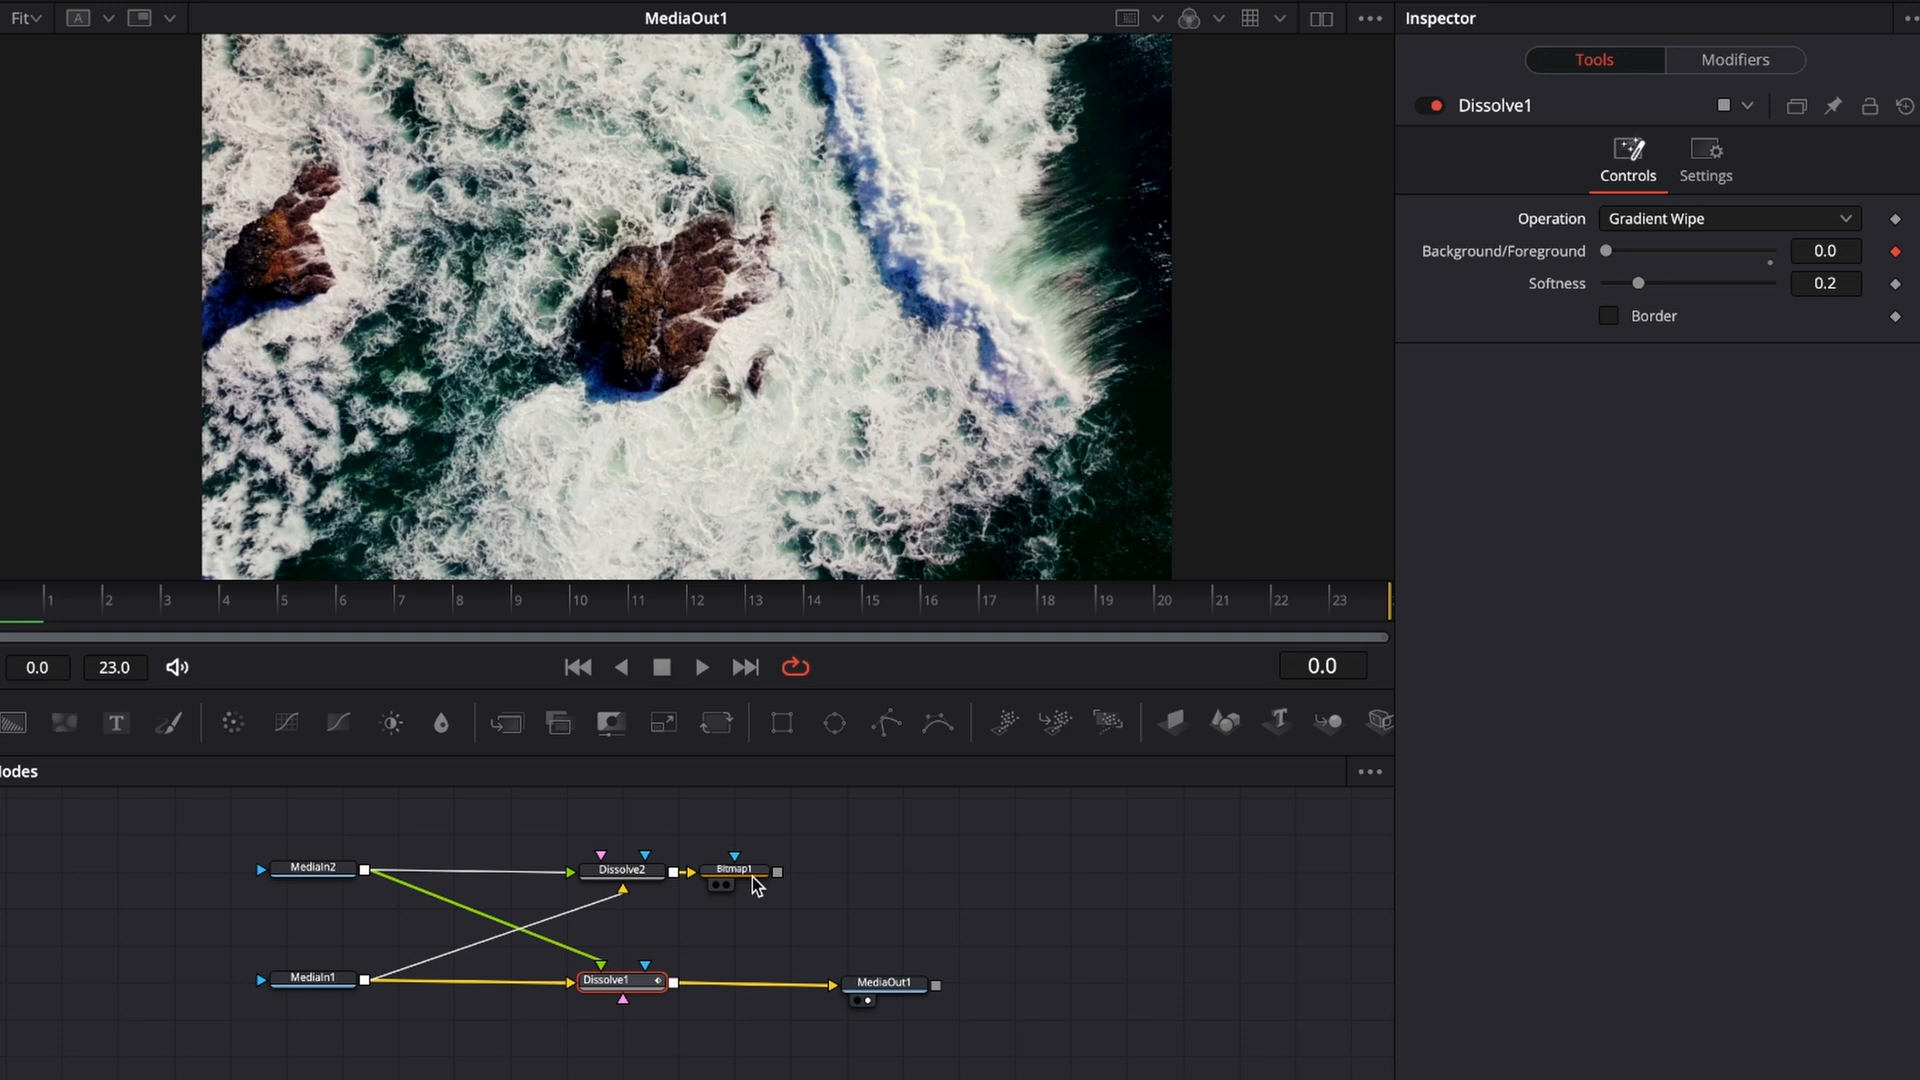 Fit
A
MediaOut1
Inspector
Tools
Modifiers
Dissolve1
Controls
Settings
Operation
Gradient Wipe
Background/Foreground
0.0
Softness
0.2
Border
1 2 3 4 5 6 7 8 9 10 11 12 13 14 15 16 17 18 19 20 21 22 23
0.0
23.0
0.0
T
T
lodes
MediaIn2
Dissolve2
Bitmap1
MediaIn1
Dissolve1
MediaOut1